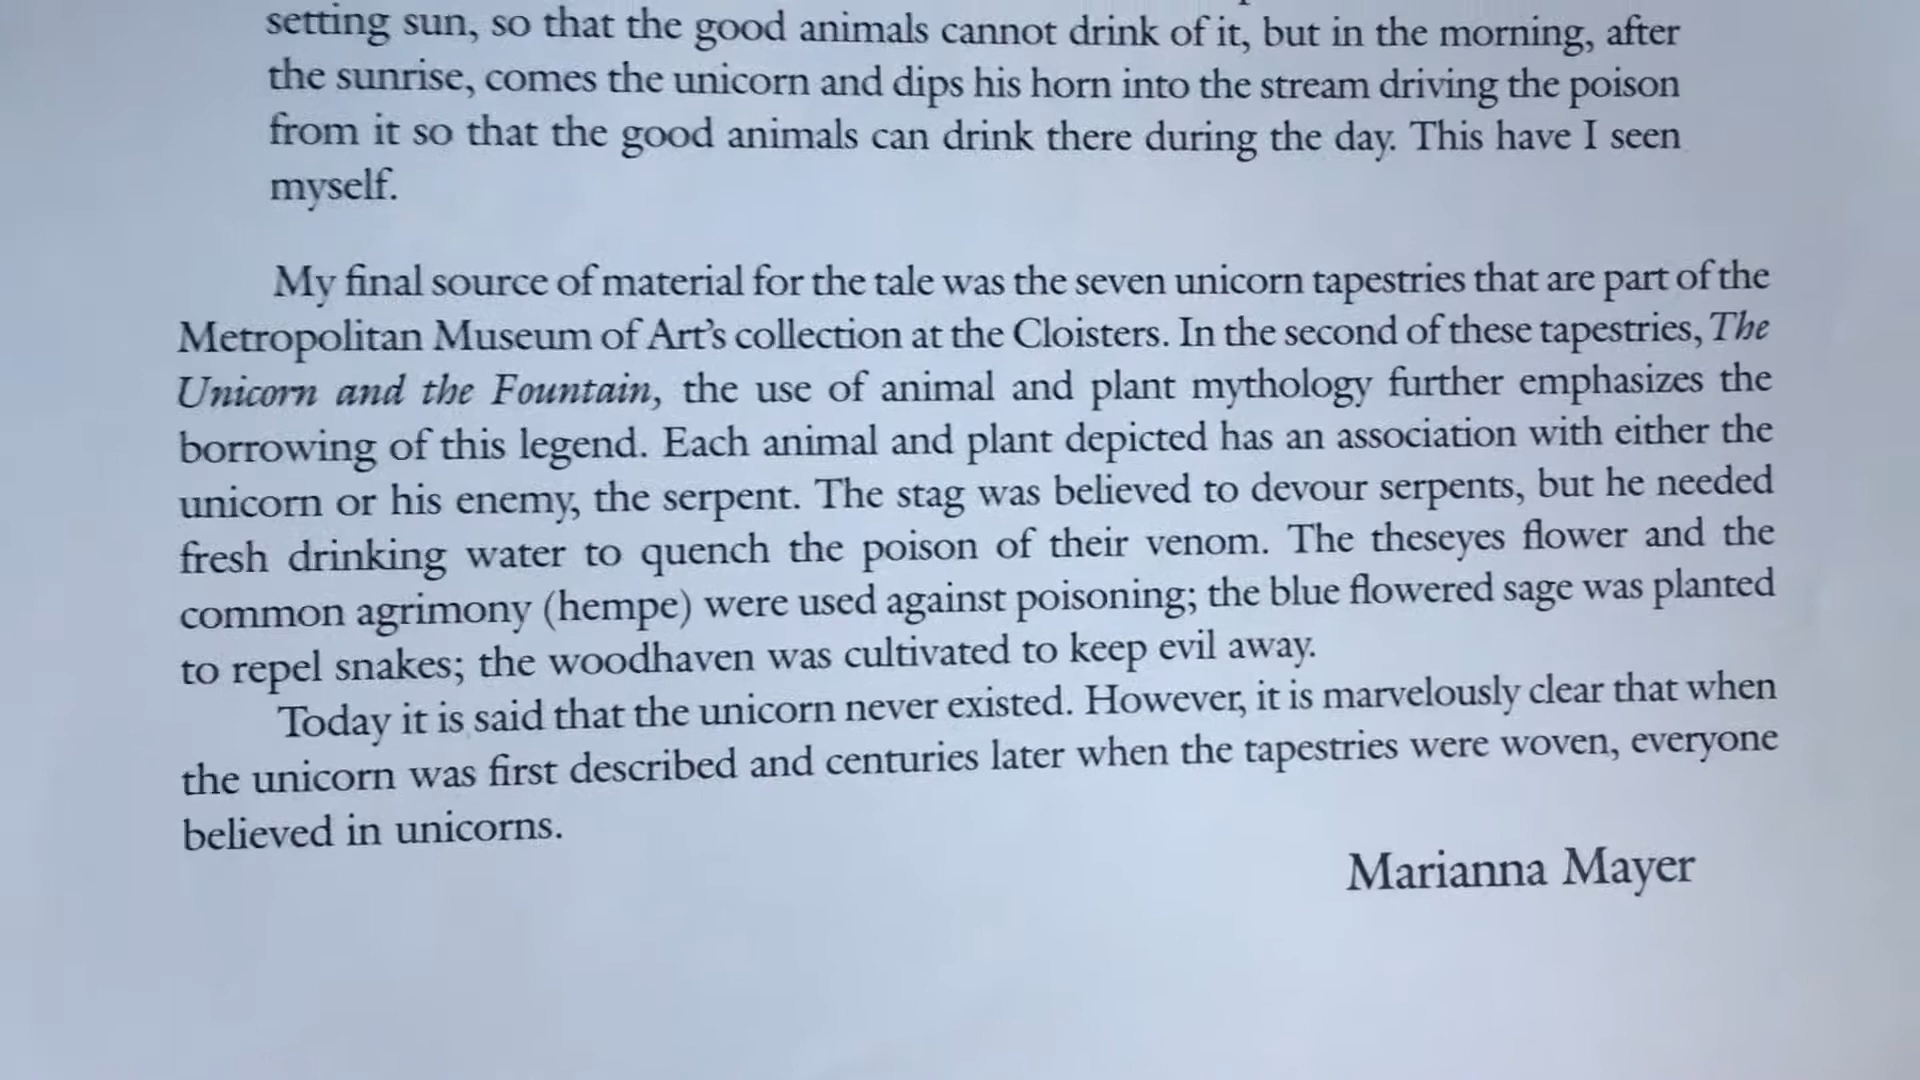 setting sun, so that the good animals cannot drink of it, but in the morning, after
the sunrise, comes the unicorn and dips his horn into the stream driving the poison
from it so that the good animals can drink there during the day. This have I seen
myself.
My final source of material for the tale was the seven unicorn tapestries that are part of the
Metropolitan Museum of Art’s collection at the Cloisters. In the second of these tapestries, The
Unicorn and the Fountain, the use of animal and plant mythology further emphasizes the
borrowing of this legend. Each animal and plant depicted has an association with either the
unicorn or his enemy, the serpent. The stag was believed to devour serpents, but he needed
fresh drinking water to quench the poison of their venom. The theseyes flower and the
common agrimony (hempe) were used against poisoning; the blue flowered sage was planted
to repel snakes; the woodhaven was cultivated to keep evil away.
Today it is said that the unicorn never existed. However, it is marvelously clear that when
the unicorn was first described and centuries later when the tapestries were woven, everyone
believed in unicorns.
Marianna Mayer